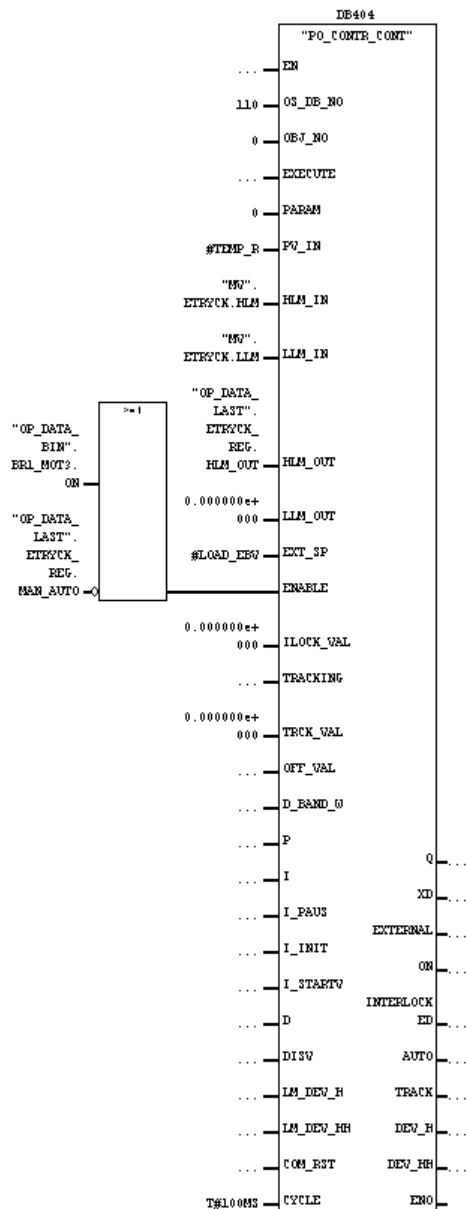 DB404
"PO_CONTR_CONT"
... EN
110 OS_DB_NO
0 OBJ_NO
... EXECUTE
0 PARAM
#TEMP_R PV_IN
"MW".
ETRYCK.HLM HLM_IN
"MW".
ETRYCK.LLM LLM_IN
"OP_DATA_
LAST".
ETRYCK_
REG.
HLM_OUT HLM_OUT
>=1
"OP_DATA_
BIN".
BR1_MOT3.
ON
0.000000e+
000 LLM_OUT
"OP_DATA_
LAST".
ETRYCK_
REG.
MAN_AUTO
#LOAD_EBV EXT_SP
ENABLE
0.000000e+
000 ILOCK_VAL
... TRACKING
0.000000e+
000 TRCK_VAL
... OFF_VAL
... D_BAND_W
... P
Q ...
... I
XD ...
... I_PAUS
EXTERNAL ...
... I_INIT
ON ...
... I_STARTV
INTERLOCK
... D ED ...
... DISV AUTO ...
... LM_DEV_H TRACK ...
... LM_DEV_HH DEV_H ...
... COM_RST DEV_HH ...
T#100MS CYCLE ENO